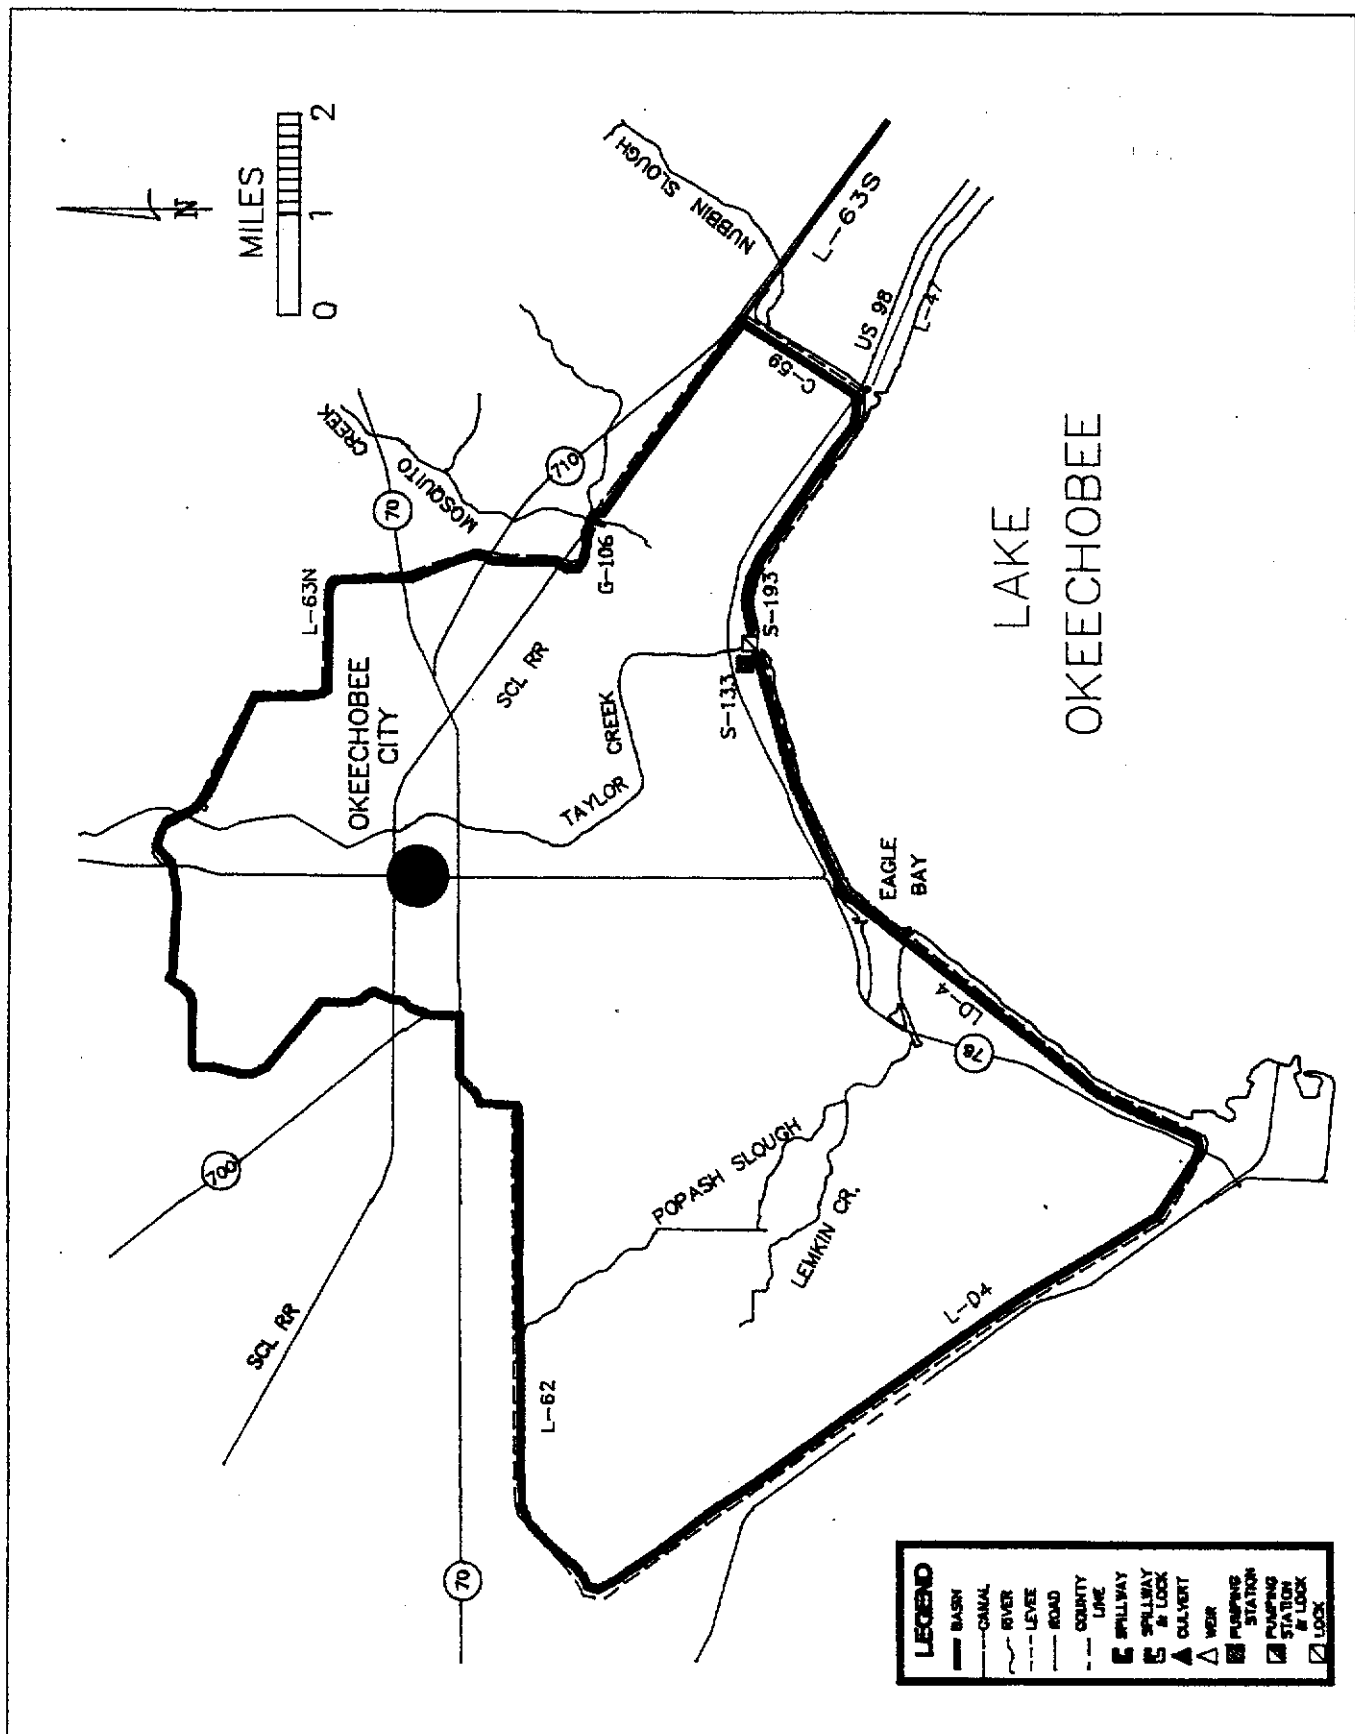 N
MILES
0 1 2
NUBBIN SLOUGH
L-63S
MOSQUITO CREEK
70
710
C-59
US 98
L-47
L-63N
G-106
OKEECHOBEE
CITY
SCL RR
S-193
S-133
TAYLOR CREEK
LAKE
OKEECHOBEE
EAGLE
BAY
LD-4
78
700
POPASH SLOUGH
LEMKIN CR.
SCL RR
L-D4
L-62
70
LEGEND
BASIN
CANAL
RIVER
LEVEE
ROAD
COUNTY
LINE
SPILLWAY
SPILLWAY
& LOCK
CULVERT
WEIR
PUMPING
STATION
PUMPING
STATION
& LOCK
LOCK